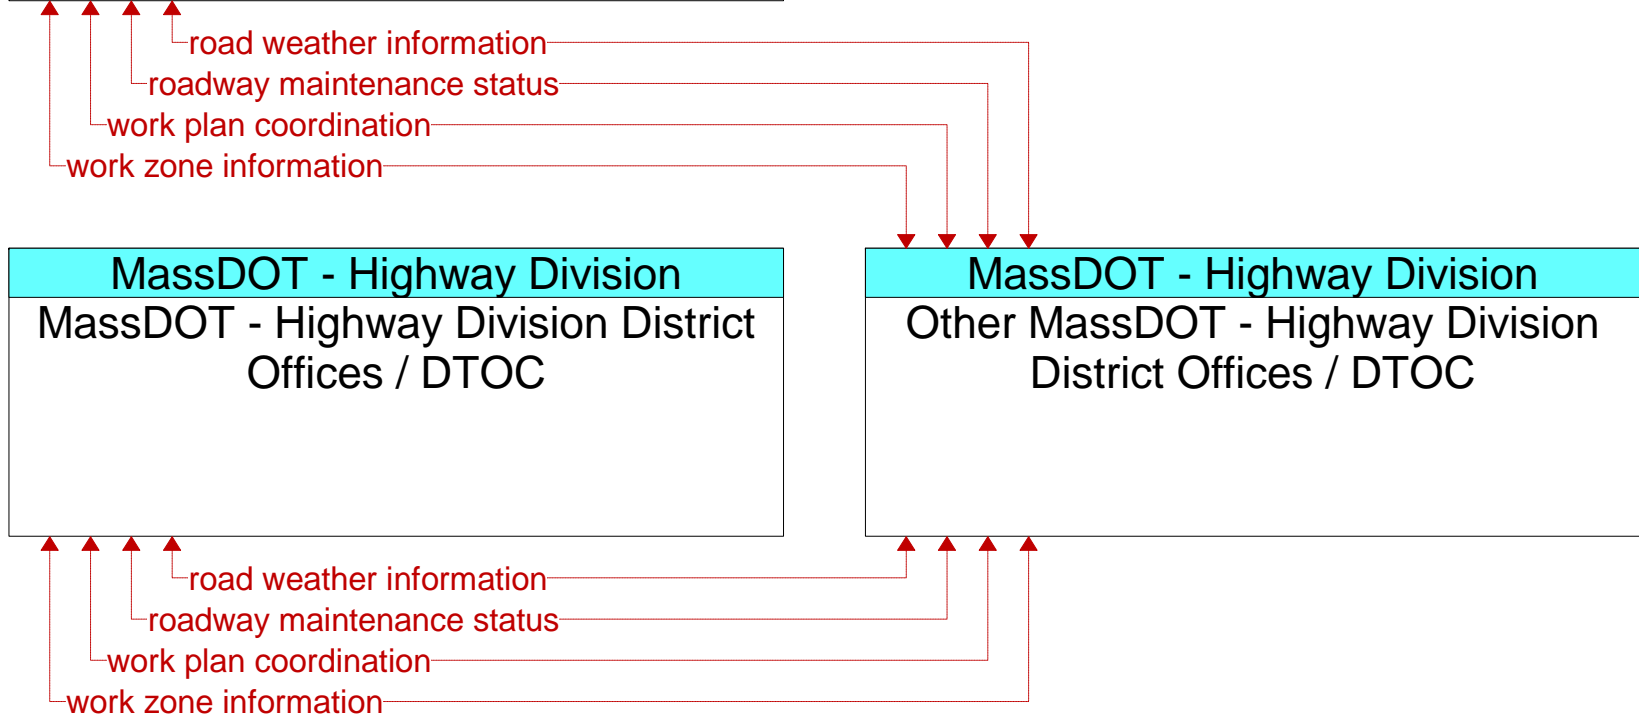 road weather information
roadway maintenance status
work plan coordination
work zone information
MassDOT - Highway Division
MassDOT - Highway Division District
Offices / DTOC
MassDOT - Highway Division
Other MassDOT - Highway Division
District Offices / DTOC
road weather information
roadway maintenance status
work plan coordination
work zone information